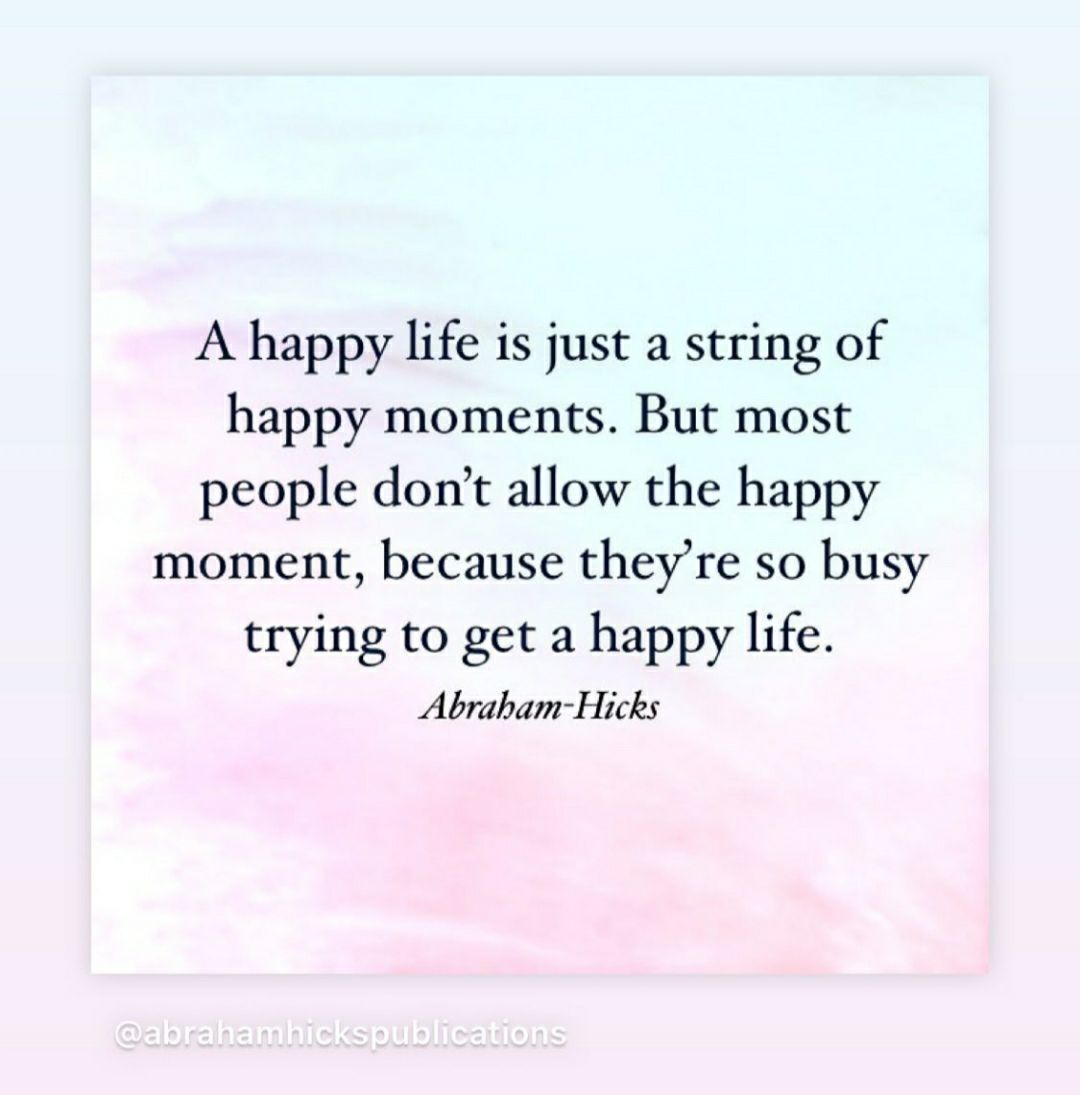 A happy life is just a string of
happy moments. But most
people don’t allow the happy
moment, because they’re so busy
trying to get a happy life.
Abraham-Hicks
@abrahamhickspublications